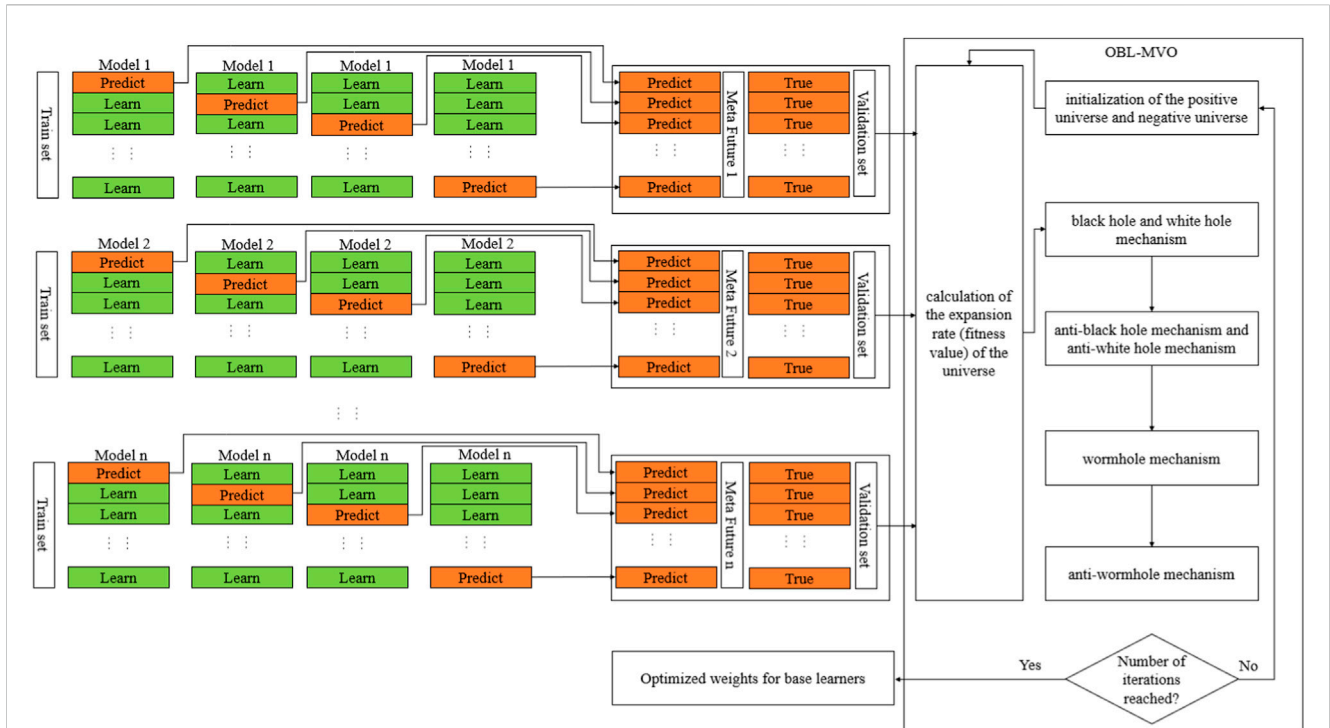 Model 1
Model 1
Model 1
Model 1
Train set
Predict
Learn
Learn
Learn
Learn
Predict
Learn
Learn
Learn
Learn
Predict
Learn
Learn
Learn
Learn
Predict
Predict
Predict
Predict
Predict
Meta Future 1
True
True
True
True
Validation set
Model 2
Model 2
Model 2
Model 2
Train set
Predict
Learn
Learn
Learn
Learn
Predict
Learn
Learn
Learn
Learn
Predict
Learn
Learn
Learn
Learn
Predict
Predict
Predict
Predict
Predict
Meta Future 2
True
True
True
True
Validation set
Model n
Model n
Model n
Model n
Train set
Predict
Learn
Learn
Learn
Learn
Predict
Learn
Learn
Learn
Learn
Predict
Learn
Learn
Learn
Learn
Predict
Predict
Predict
Predict
Predict
Meta Future n
True
True
True
True
Validation set
OBL-MVO
initialization of the positive
universe and negative universe
calculation of
the expansion
rate (fitness
value) of the
universe
black hole and white hole
mechanism
anti-black hole mechanism and
anti-white hole mechanism
wormhole mechanism
anti-wormhole mechanism
Number of
iterations
reached?
Yes
No
Optimized weights for base learners